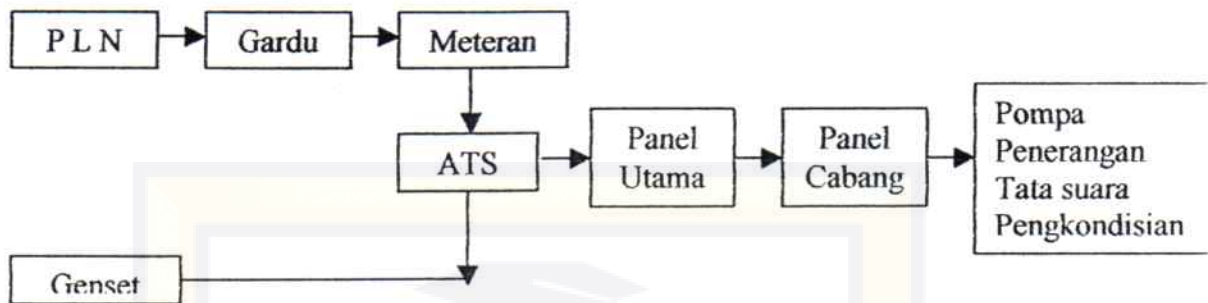 P L N
Gardu
Meteran
ATS
Panel
Utama
Panel
Cabang
Pompa
Penerangan
Tata suara
Pengkondisian
Genset